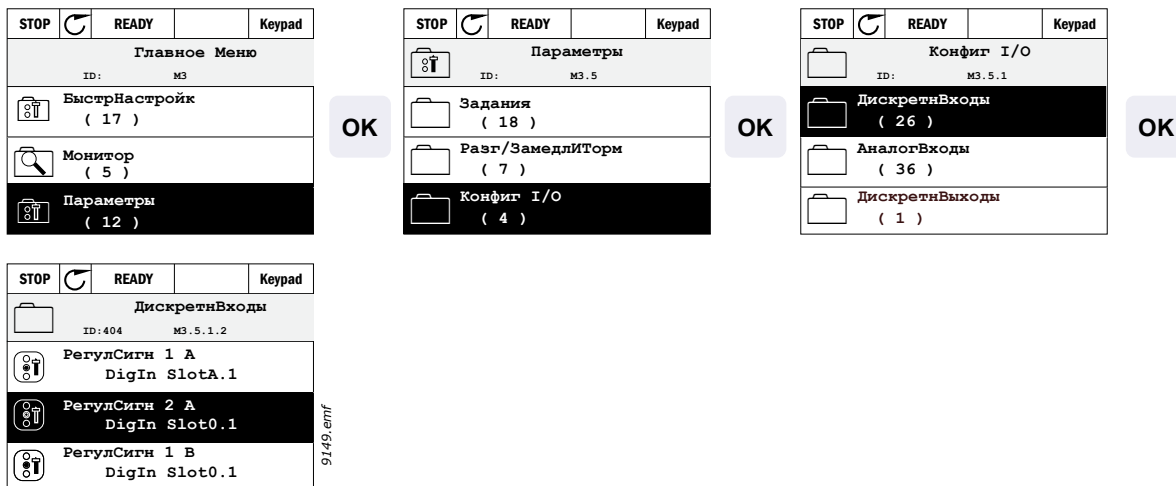 STOP READY Keypad
Главное Меню
ID: M3
БыстрНастройк
( 17 )
Монитор
( 5 )
Параметры
( 12 )
OK
STOP READY Keypad
Параметры
ID: M3.5
Задания
( 18 )
Разг/ЗамедлИТорм
( 7 )
Конфиг I/O
( 4 )
OK
STOP READY Keypad
Конфиг I/O
ID: M3.5.1
ДискретнВходы
( 26 )
АналогВходы
( 36 )
ДискретнВыходы
( 1 )
OK
STOP READY Keypad
ДискретнВходы
ID:404 M3.5.1.2
РегулСигн 1 A
DigIn SlotA.1
РегулСигн 2 A
DigIn Slot0.1
РегулСигн 1 B
DigIn Slot0.1
9149.emf